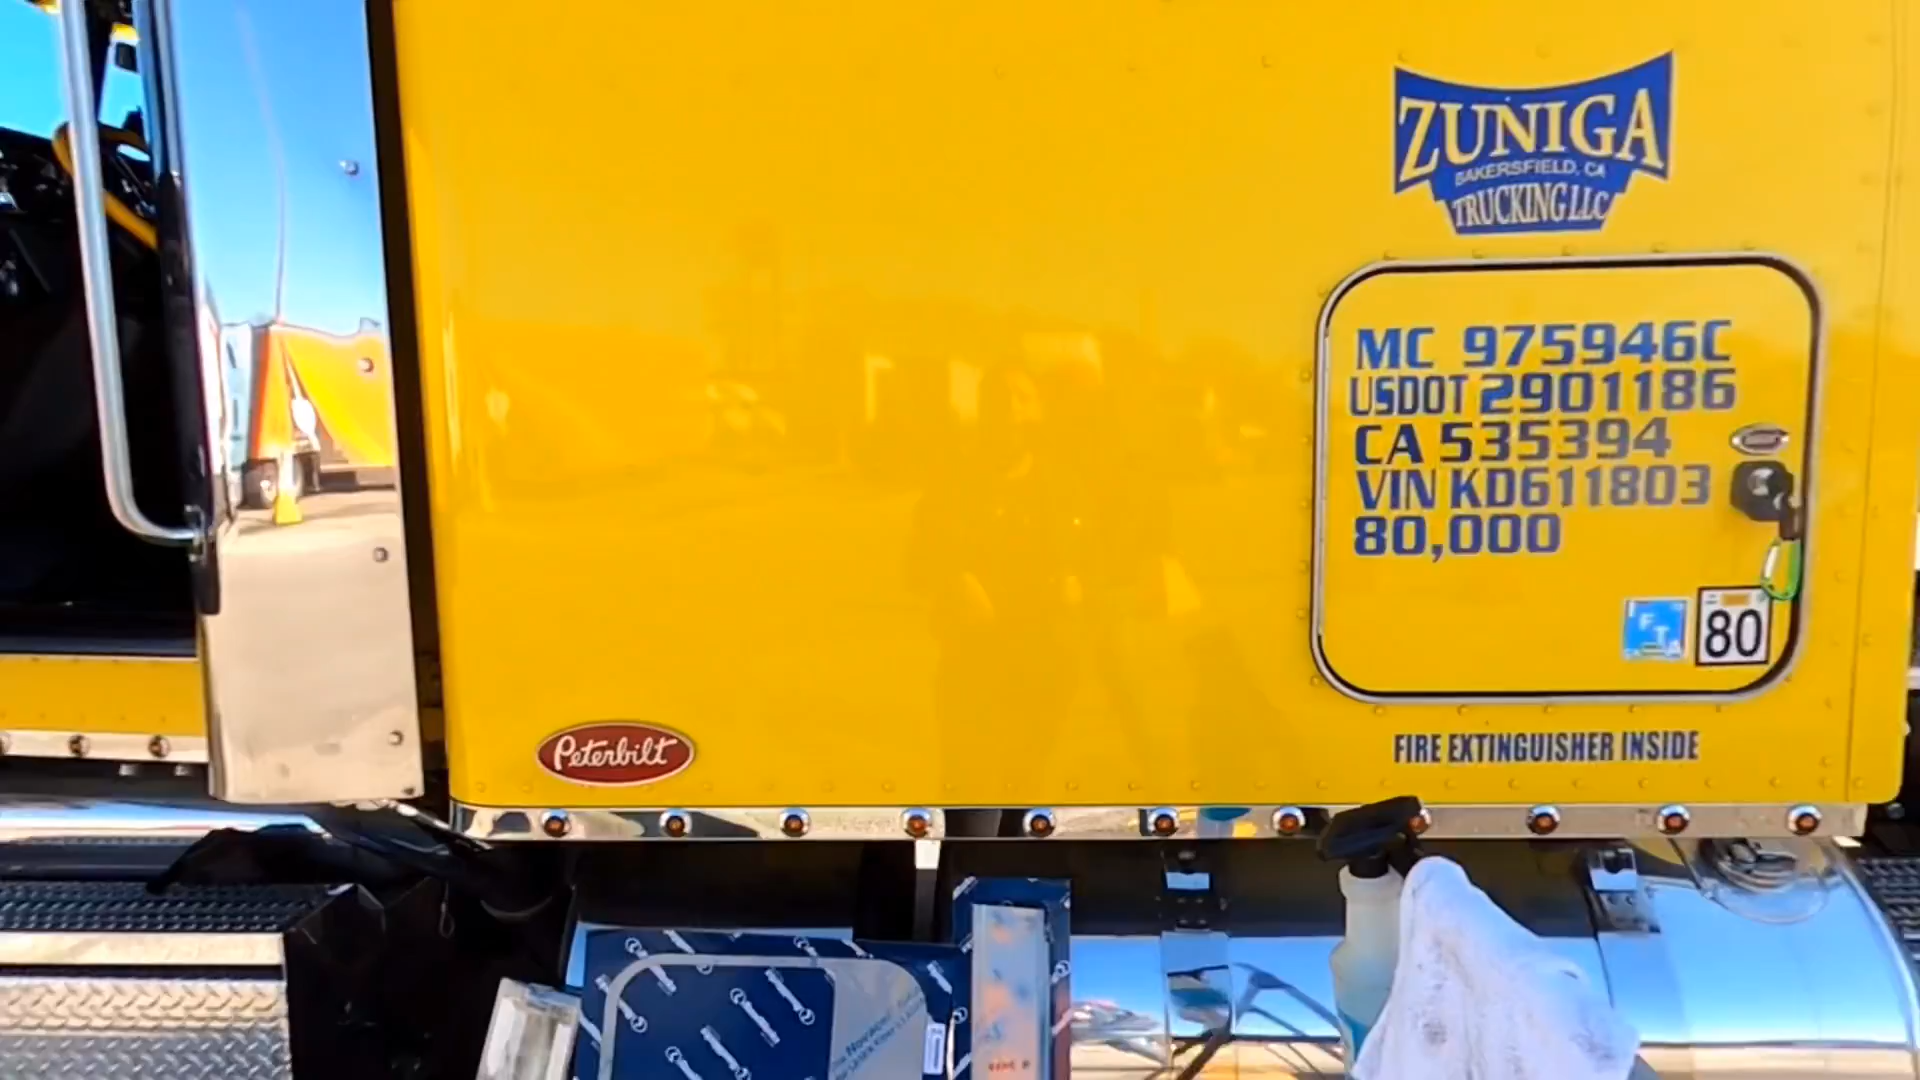 ZUNIGA
BAKERSFIELD, CA
TRUCKING LLC
MC 975946C
USDOT 2901186
CA 535394
VIN KD611803
80,000
80
Peterbilt
FIRE EXTINGUISHER INSIDE